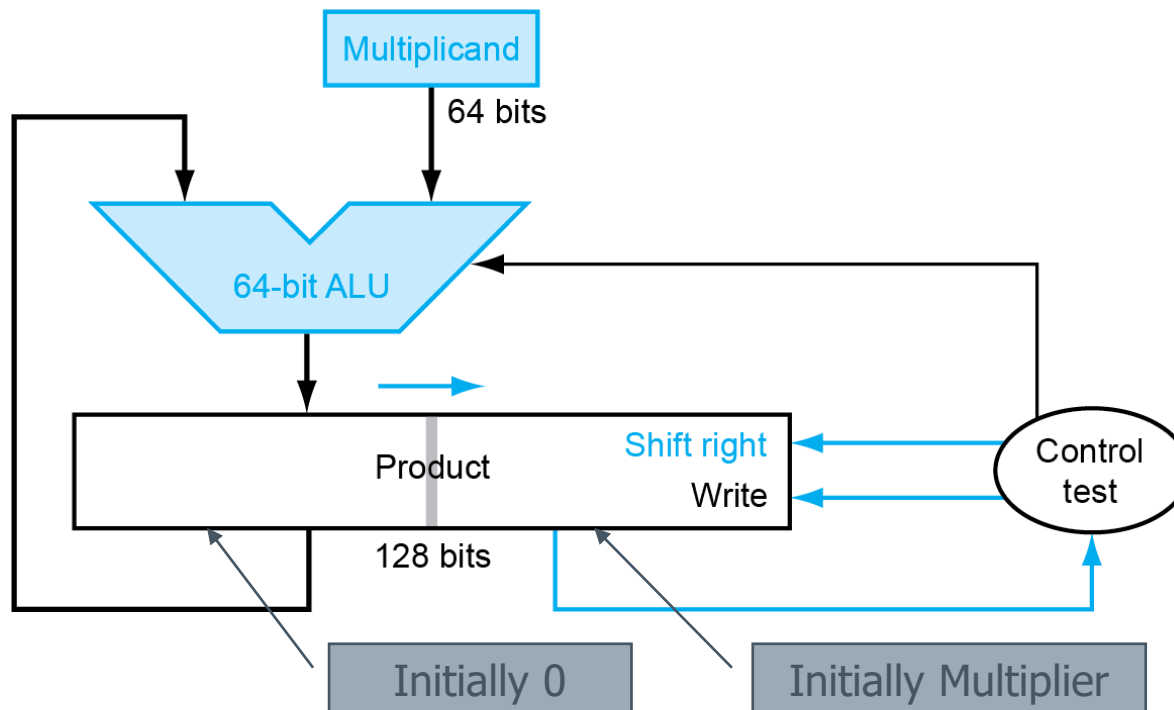 Multiplicand
64 bits
64-bit ALU
Product
Shift right
Write
128 bits
Control
test
Initially 0
Initially Multiplier